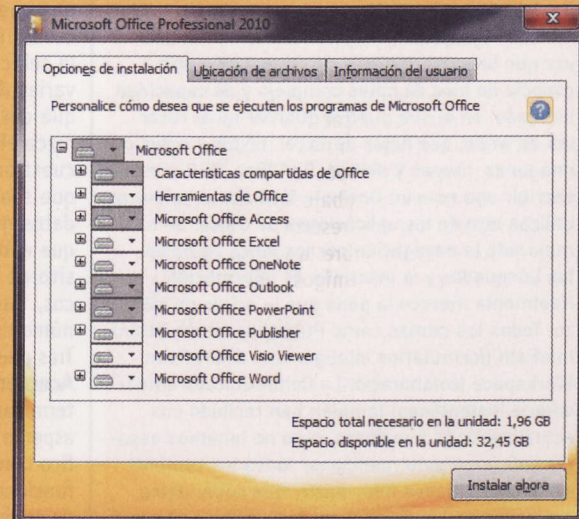 Microsoft Office Professional 2010
Opciones de instalación
Ubicación de archivos
Información del usuario
Personalice cómo desea que se ejecuten los programas de Microsoft Office
Microsoft Office
Características compartidas de Office
Herramientas de Office
Microsoft Office Access
Microsoft Office Excel
Microsoft Office Outlook
Microsoft Office PowerPoint
Microsoft Office Publisher
Microsoft Office Visio Viewer
Microsoft Office Word
Espacio total necesario en la unidad: 1,96 GB
Espacio disponible en la unidad: 32,45 GB
Instalar ahora